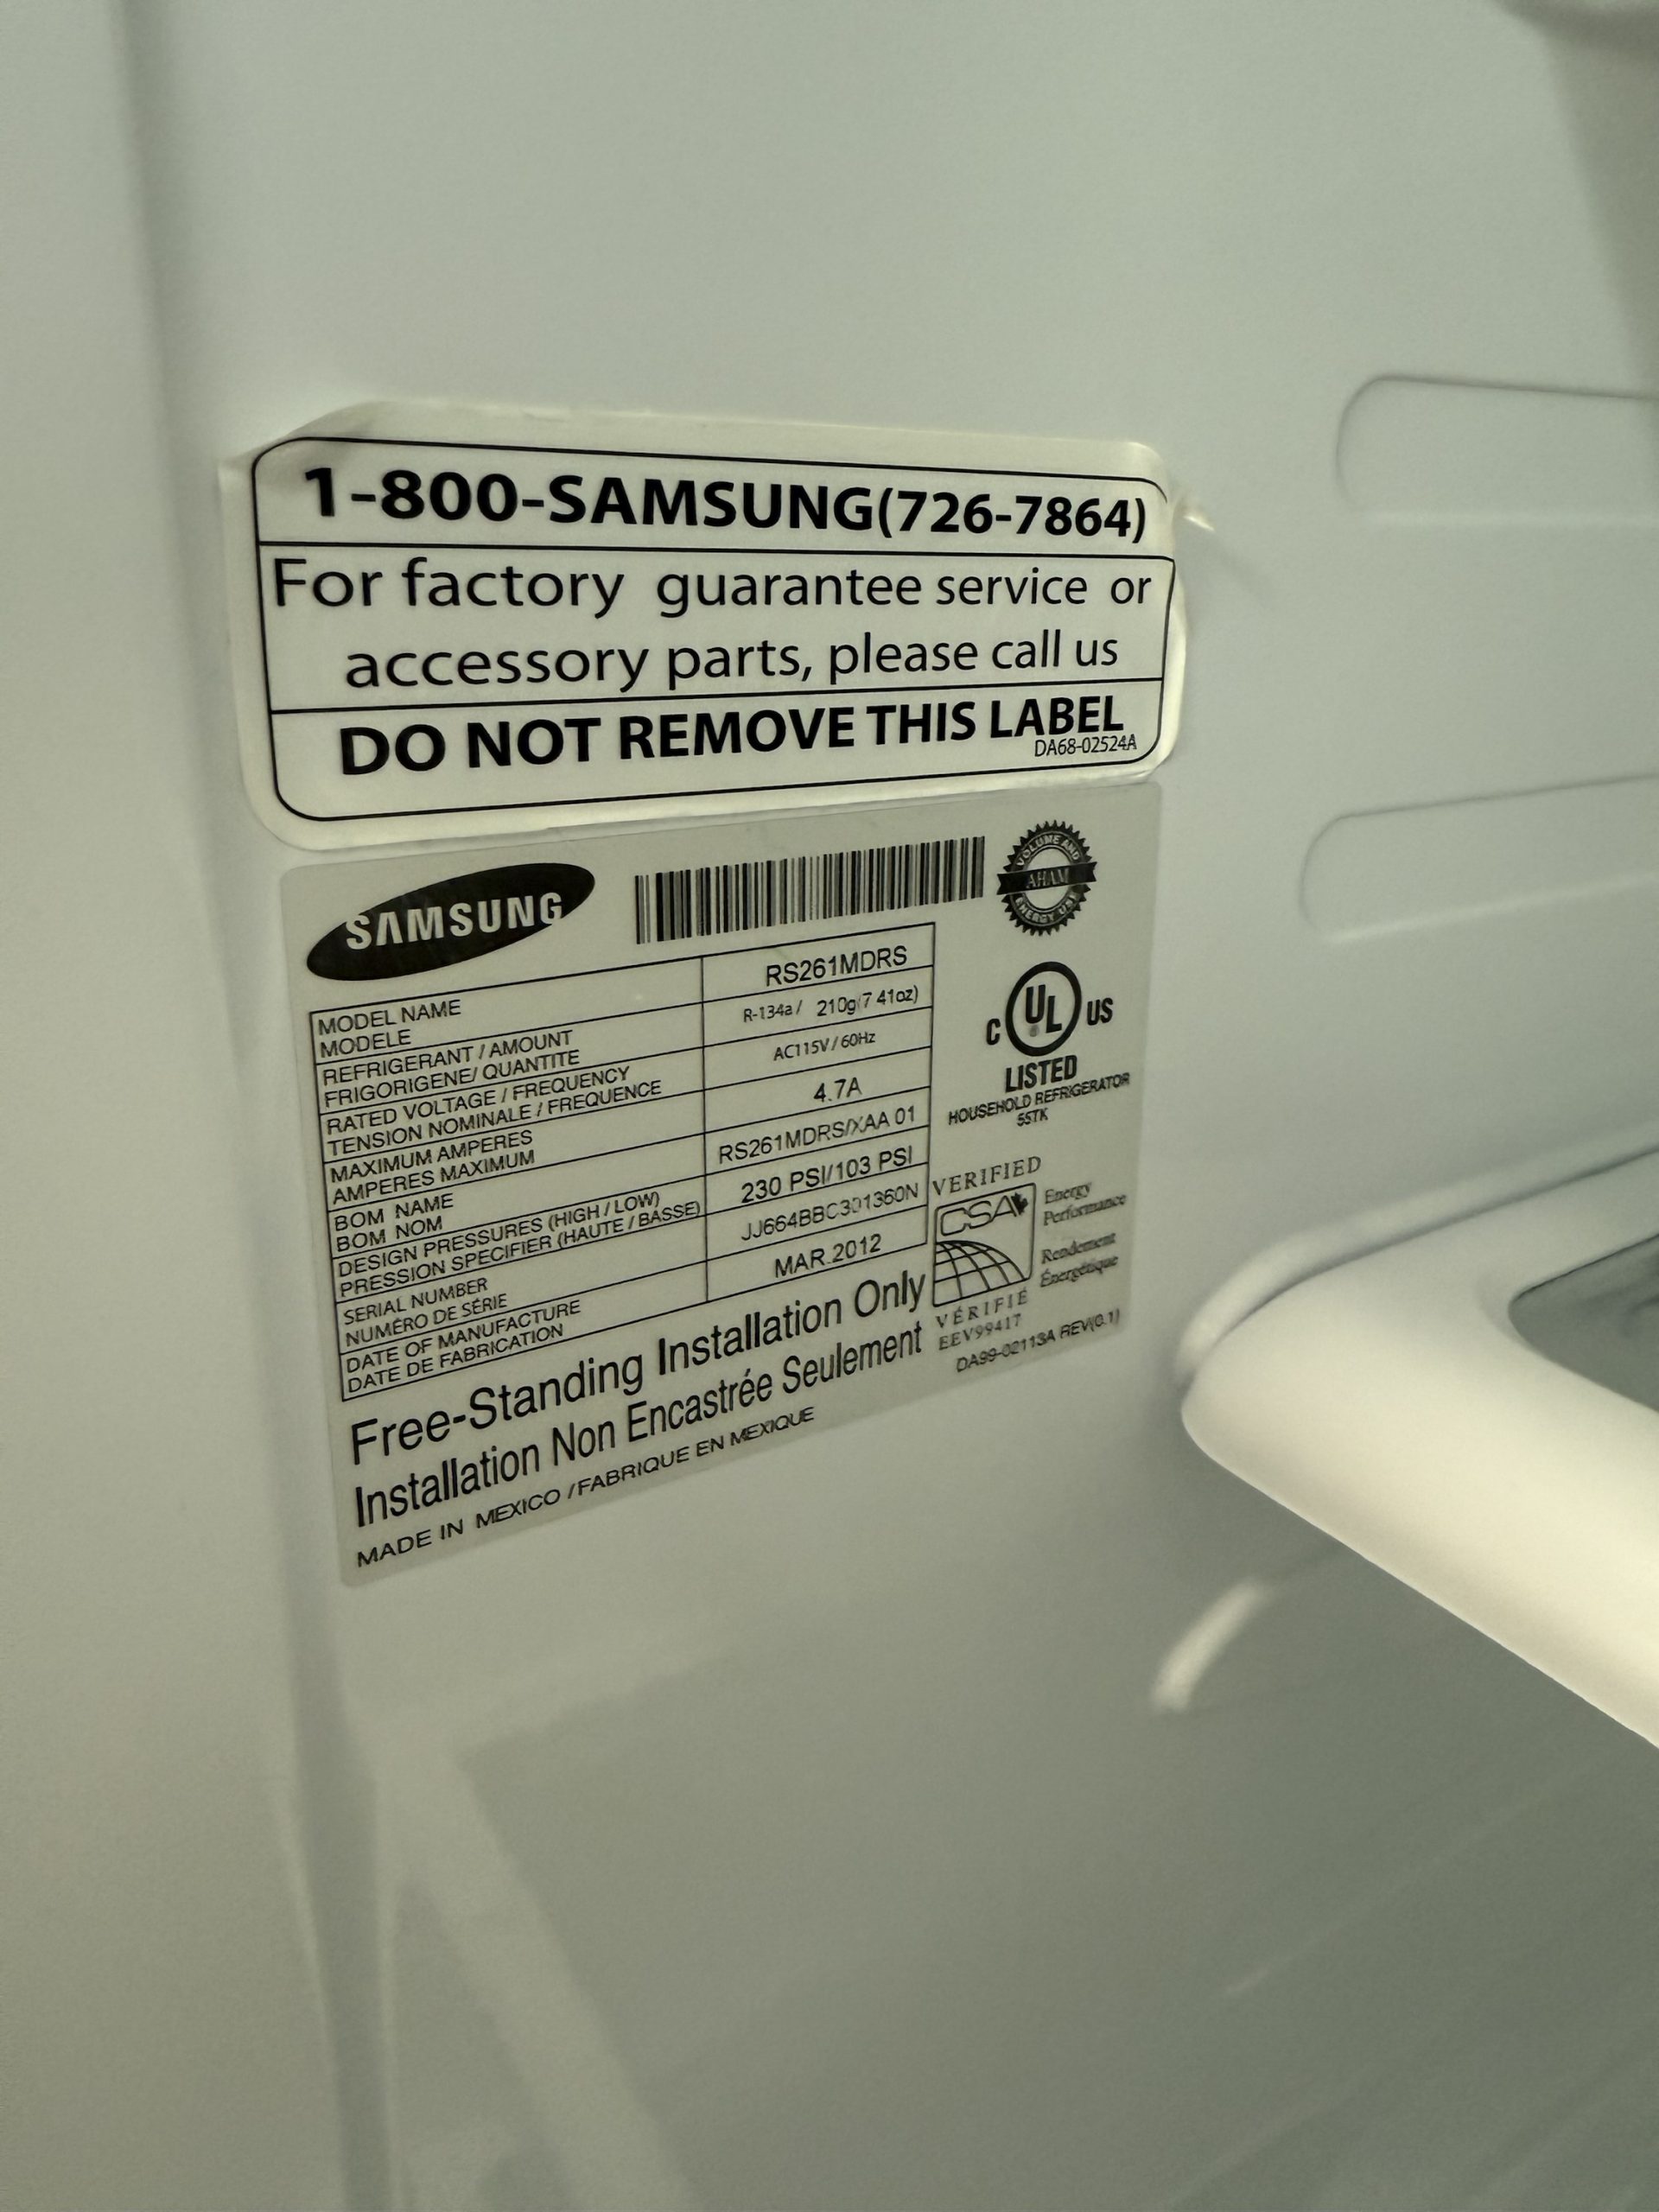 1-800-SAMSUNG(726-7864)
For factory guarantee service or
accessory parts, please call us
DO NOT REMOVE THIS LABEL
DA68-02524A
SAMSUNG
VOLUME AND
AHAM
ENERGY USE
MODEL NAME
MODELE
RS261MDRS
REFRIGERANT / AMOUNT
FRIGORIGENE/ QUANTITE
R-134a / 210g(7 41oz)
RATED VOLTAGE / FREQUENCY
TENSION NOMINALE / FREQUENCE
AC115V / 60Hz
MAXIMUM AMPERES
AMPERES MAXIMUM
4.7A
BOM NAME
BOM NOM
RS261MDRS/XAA 01
DESIGN PRESSURES (HIGH / LOW)
PRESSION SPECIFIER (HAUTE / BASSE)
230 PSI/103 PSI
SERIAL NUMBER
NUMÉRO DE SÉRIE
JJ664BBC301360N
DATE OF MANUFACTURE
DATE DE FABRICATION
MAR.2012
C UL US
LISTED
HOUSEHOLD REFRIGERATOR
55TK
VERIFIED
CSA
Energy
Performance
Rendement
Énergétique
VÉRIFIÉ
EEV99417
DA99-02113A REV(0.1)
Free-Standing Installation Only
Installation Non Encastrée Seulement
MADE IN MEXICO / FABRIQUE EN MEXIQUE